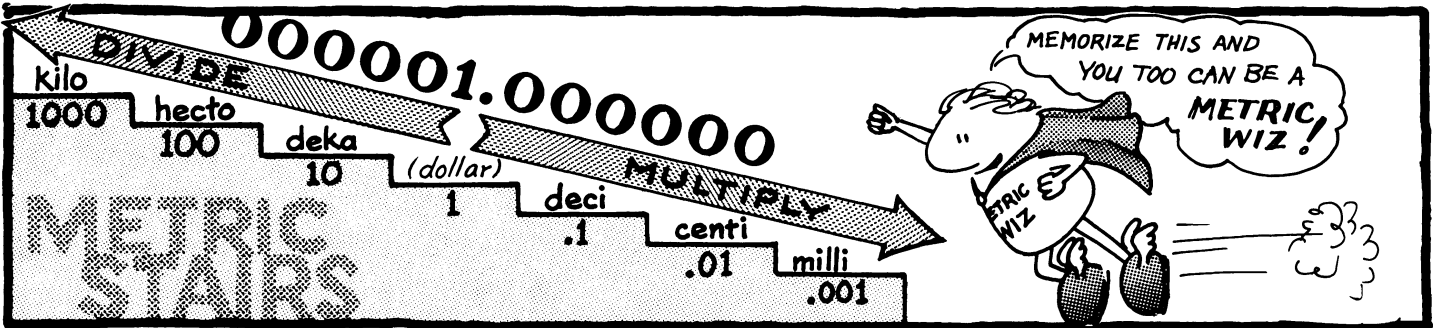 DIVIDE
000001.000000
MULTIPLY
kilo
1000
hecto
100
deka
10
(dollar)
1
deci
.1
centi
.01
milli
.001
METRIC
STAIRS
MEMORIZE THIS AND
YOU TOO CAN BE A
METRIC
WIZ!
ETRIC
WIZ